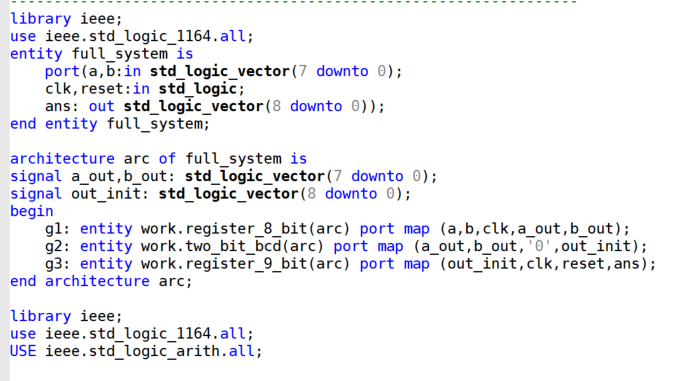 --------------------------------------------------------------
library ieee;
use ieee.std_logic_1164.all;
entity full_system is
    port(a,b:in std_logic_vector(7 downto 0);
    clk,reset:in std_logic;
    ans: out std_logic_vector(8 downto 0));
end entity full_system;

architecture arc of full_system is
signal a_out,b_out: std_logic_vector(7 downto 0);
signal out_init: std_logic_vector(8 downto 0);
begin
    g1: entity work.register_8_bit(arc) port map (a,b,clk,a_out,b_out);
    g2: entity work.two_bit_bcd(arc) port map (a_out,b_out,'0',out_init);
    g3: entity work.register_9_bit(arc) port map (out_init,clk,reset,ans);
end architecture arc;

library ieee;
use ieee.std_logic_1164.all;
USE ieee.std_logic_arith.all;